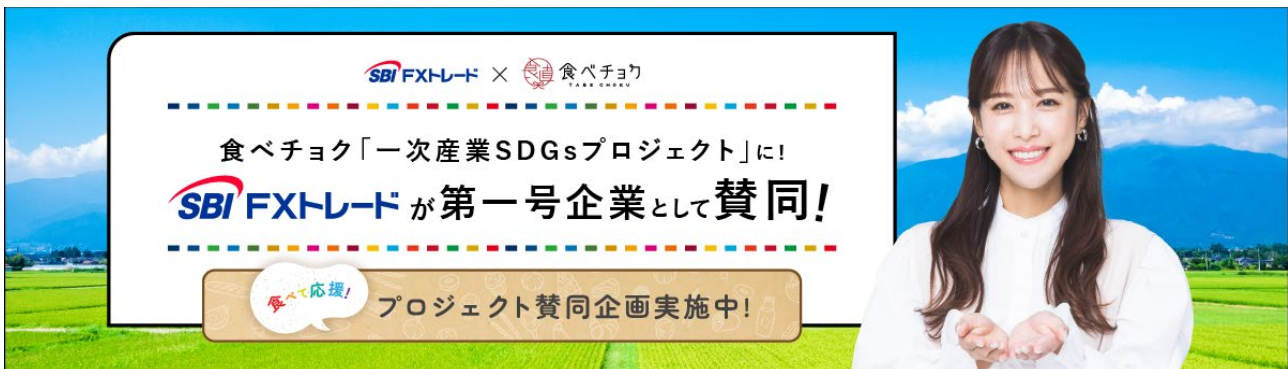 SBI FXトレード × 食直 食べチョク
TABE CHOKU
食べチョク「一次産業SDGsプロジェクト」に!
SBI FXトレードが第一号企業として賛同!
食べて応援!
プロジェクト賛同企画実施中!